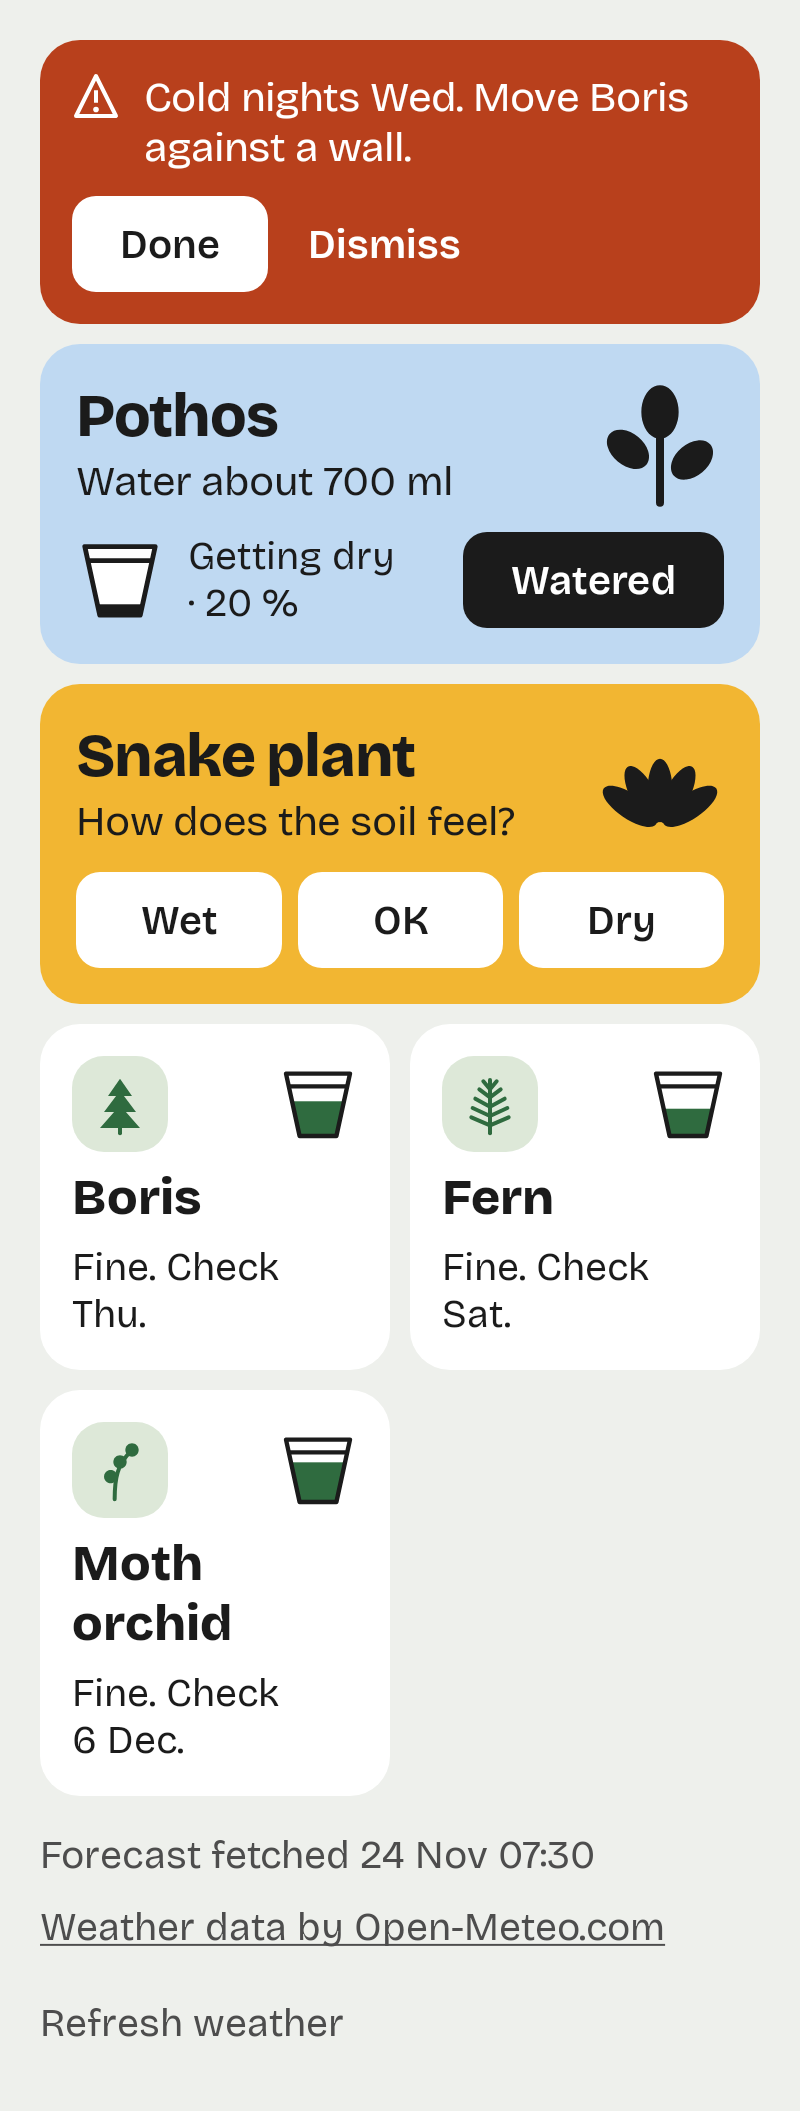 Cold nights Wed. Move Boris
against a wall.
Done
Dismiss
Pothos
Water about 700 ml
Getting dry
· 20 %
Watered
Snake plant
How does the soil feel?
Wet
OK
Dry
Boris
Fine. Check
Thu.
Fern
Fine. Check
Sat.
Moth
orchid
Fine. Check
6 Dec.
Forecast fetched 24 Nov 07:30
Weather data by Open-Meteo.com
Refresh weather